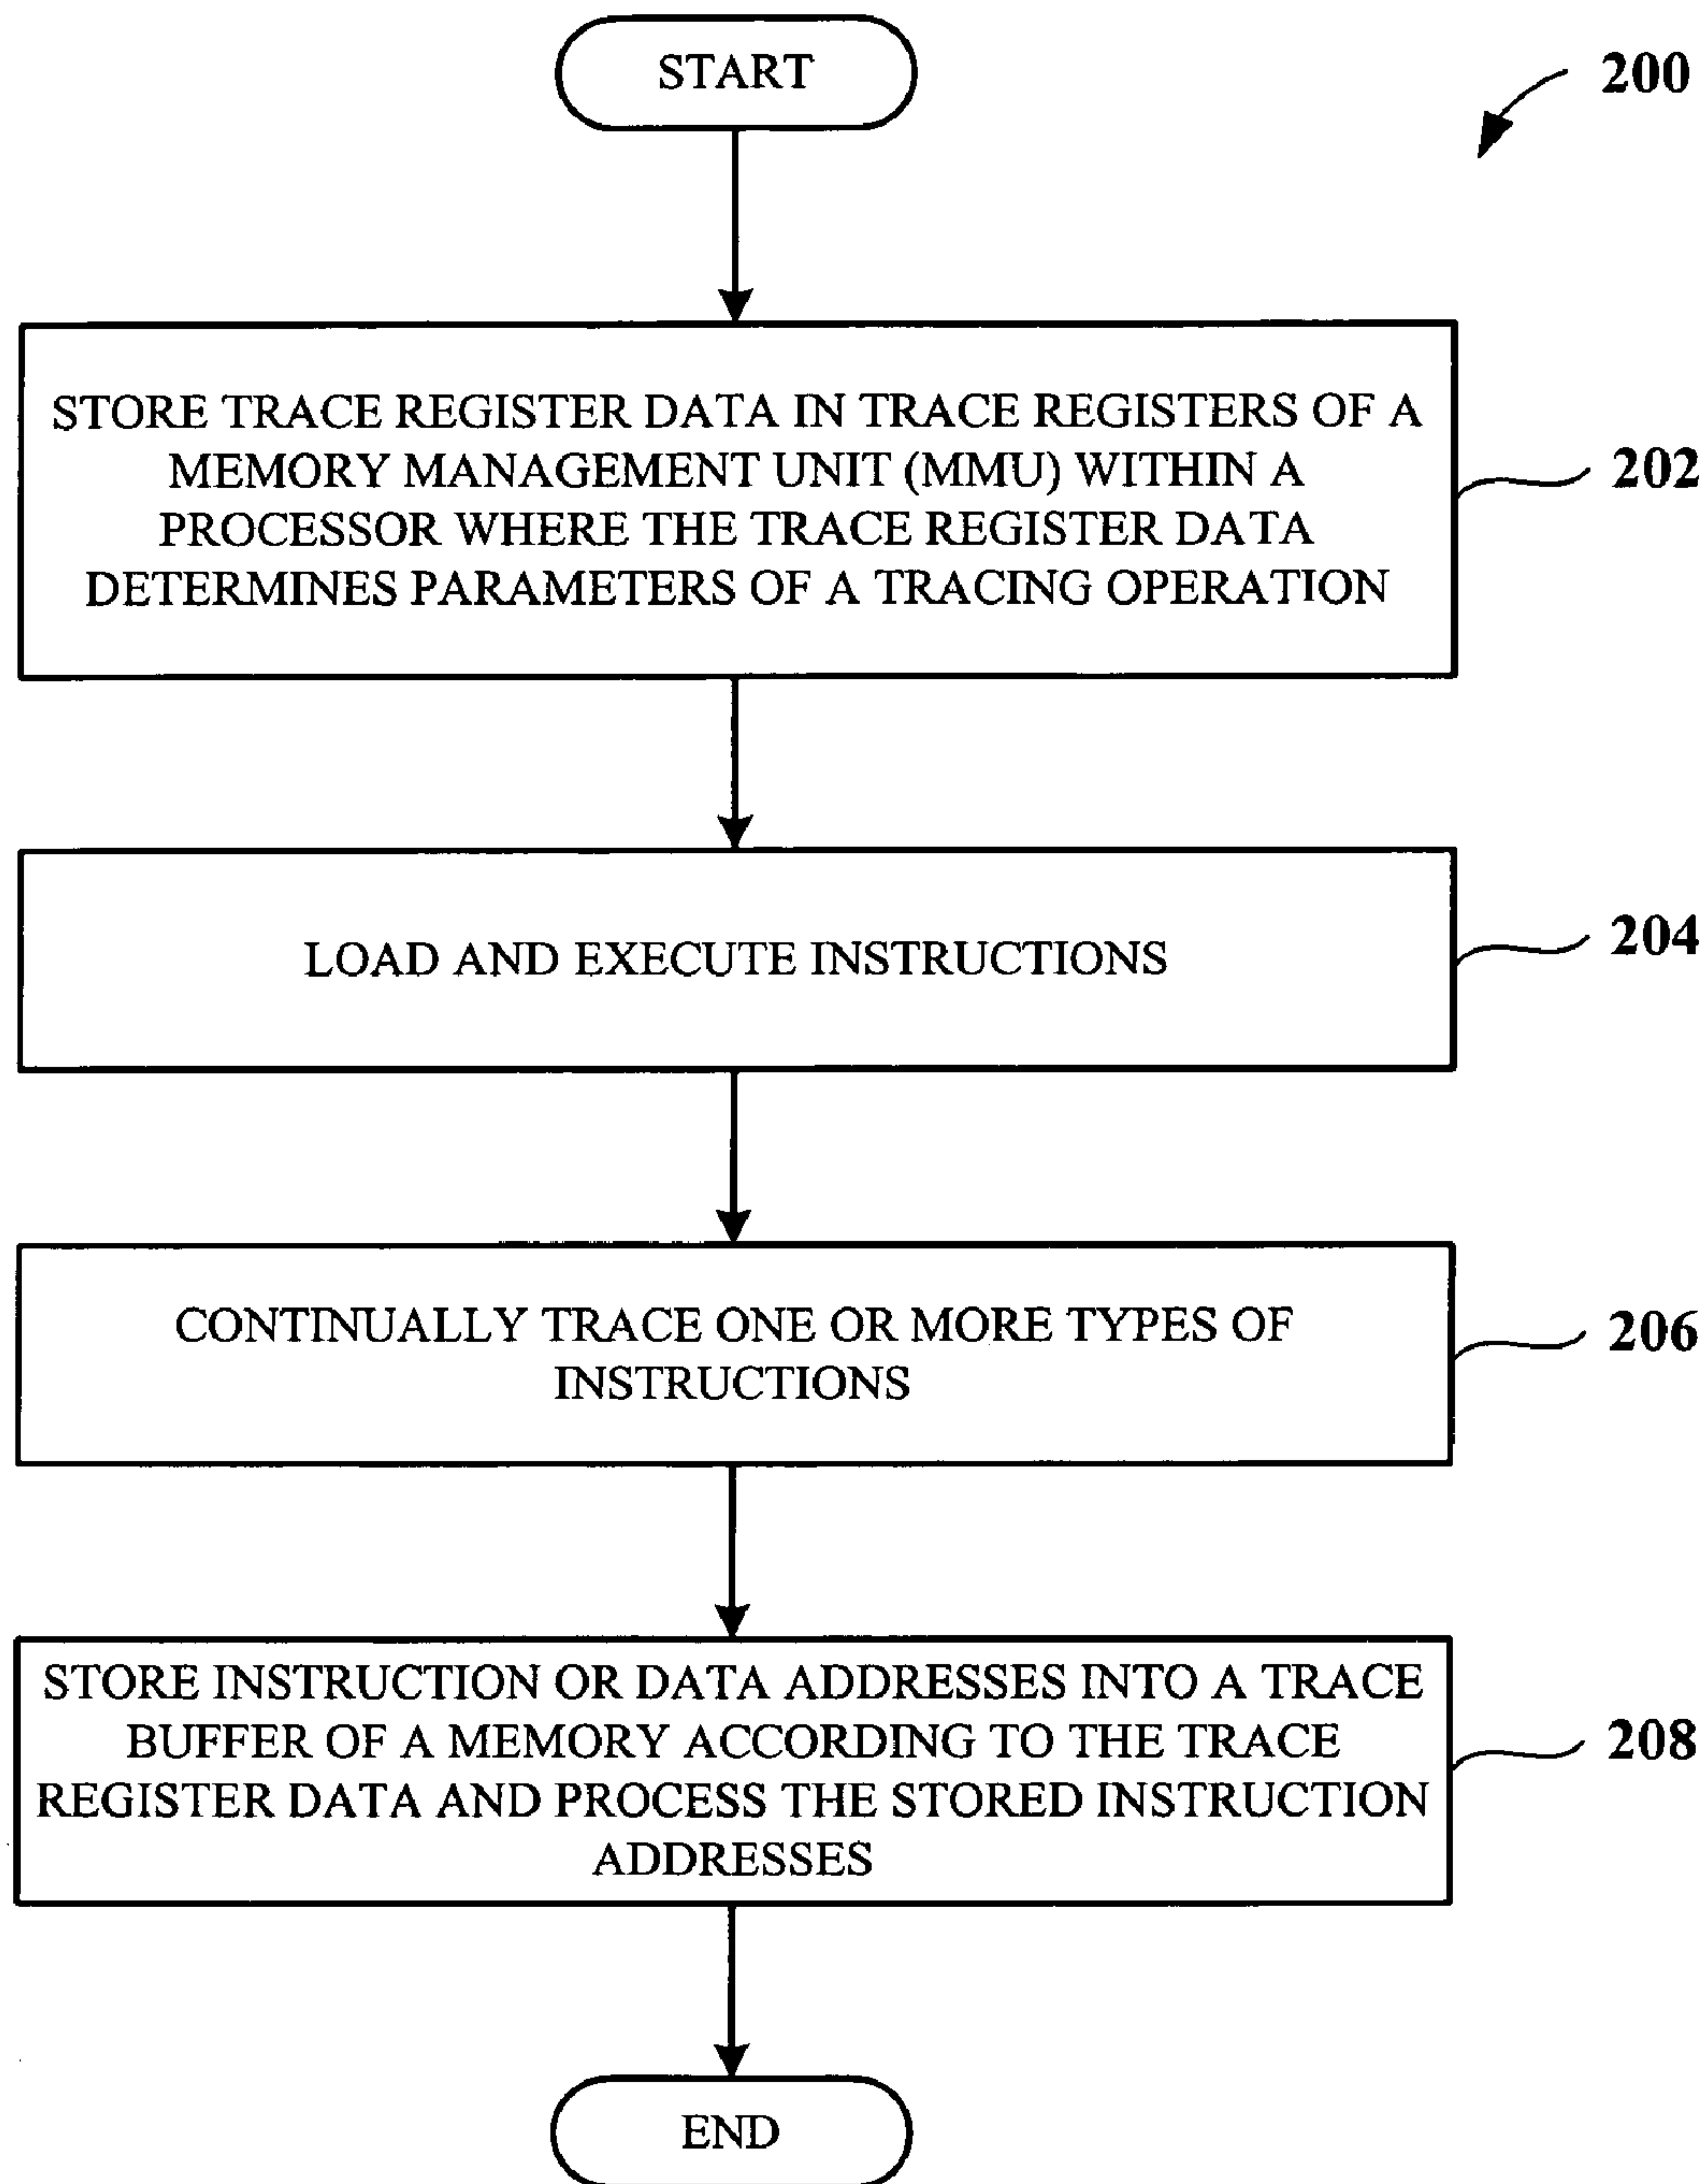 START
200
STORE TRACE REGISTER DATA IN TRACE REGISTERS OF A
MEMORY MANAGEMENT UNIT (MMU) WITHIN A
PROCESSOR WHERE THE TRACE REGISTER DATA
DETERMINES PARAMETERS OF A TRACING OPERATION
202
LOAD AND EXECUTE INSTRUCTIONS
204
CONTINUALLY TRACE ONE OR MORE TYPES OF
INSTRUCTIONS
206
STORE INSTRUCTION OR DATA ADDRESSES INTO A TRACE
BUFFER OF A MEMORY ACCORDING TO THE TRACE
REGISTER DATA AND PROCESS THE STORED INSTRUCTION
ADDRESSES
208
END